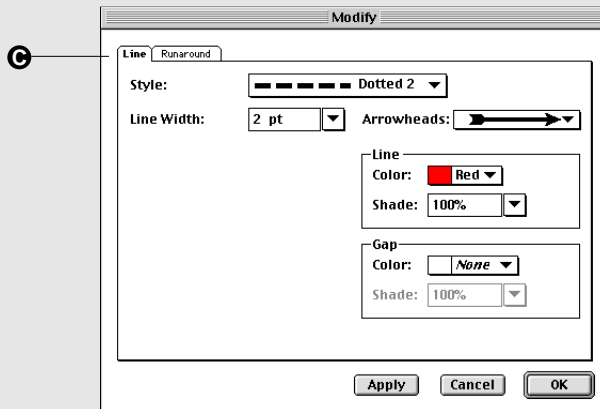 Modify
C
Line Runaround
Style: Dotted 2
Line Width: 2 pt Arrowheads:
Line
Color: Red
Shade: 100%
Gap
Color: None
Shade: 100%
Apply Cancel OK